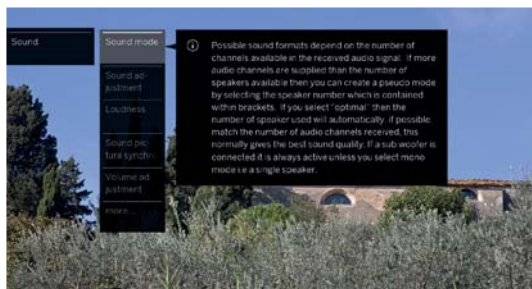 Sound
Sound mode
Sound ad-
justment
Loudness
Sound pic-
ture synchr.
Volume ad
justment
more...
Possible sound formats depend on the number of
channels available in the received audio signal. If more
audio channels are supplied than the number of
speakers available then you can create a pseudo mode
by selecting the speaker number which is contained
within brackets. If you select "optimal" then the
number of speaker used will automatically, if possible,
match the number of audio channels received, this
normally gives the best sound quality. If a sub woofer is
connected it is always active unless you select mono
mode i.e a single speaker.